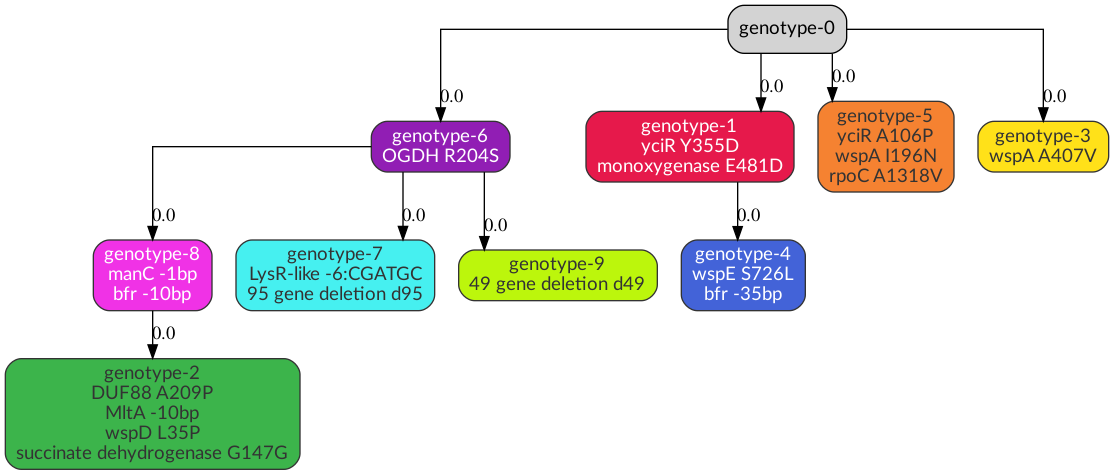 genotype-0
0.0
0.0
0.0
0.0
genotype-6
OGDH R204S
genotype-1
yciR Y355D
monoxygenase E481D
genotype-5
yciR A106P
wspA I196N
rpoC A1318V
genotype-3
wspA A407V
0.0
0.0
0.0
0.0
genotype-8
manC -1bp
bfr -10bp
genotype-7
LysR-like -6:CGATGC
95 gene deletion d95
genotype-9
49 gene deletion d49
genotype-4
wspE S726L
bfr -35bp
0.0
genotype-2
DUF88 A209P
MltA -10bp
wspD L35P
succinate dehydrogenase G147G